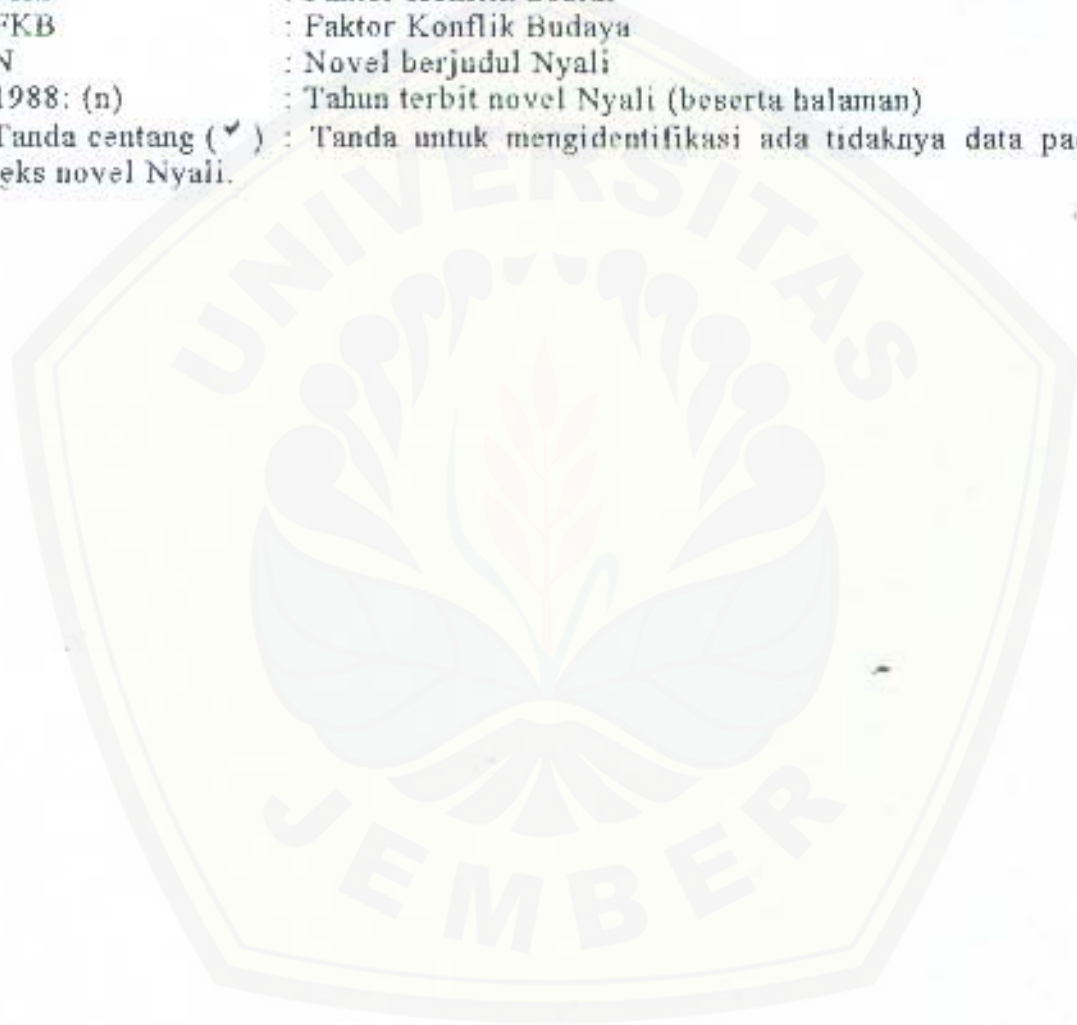 FKB : Faktor Konflik Budaya
N : Novel berjudul Nyali
1988: (n) : Tahun terbit novel Nyali (beserta halaman)
Tanda centang (✔) : Tanda untuk mengidentifikasi ada tidaknya data pa
eks novel Nyali.
UNIVERSITAS
JEMBER